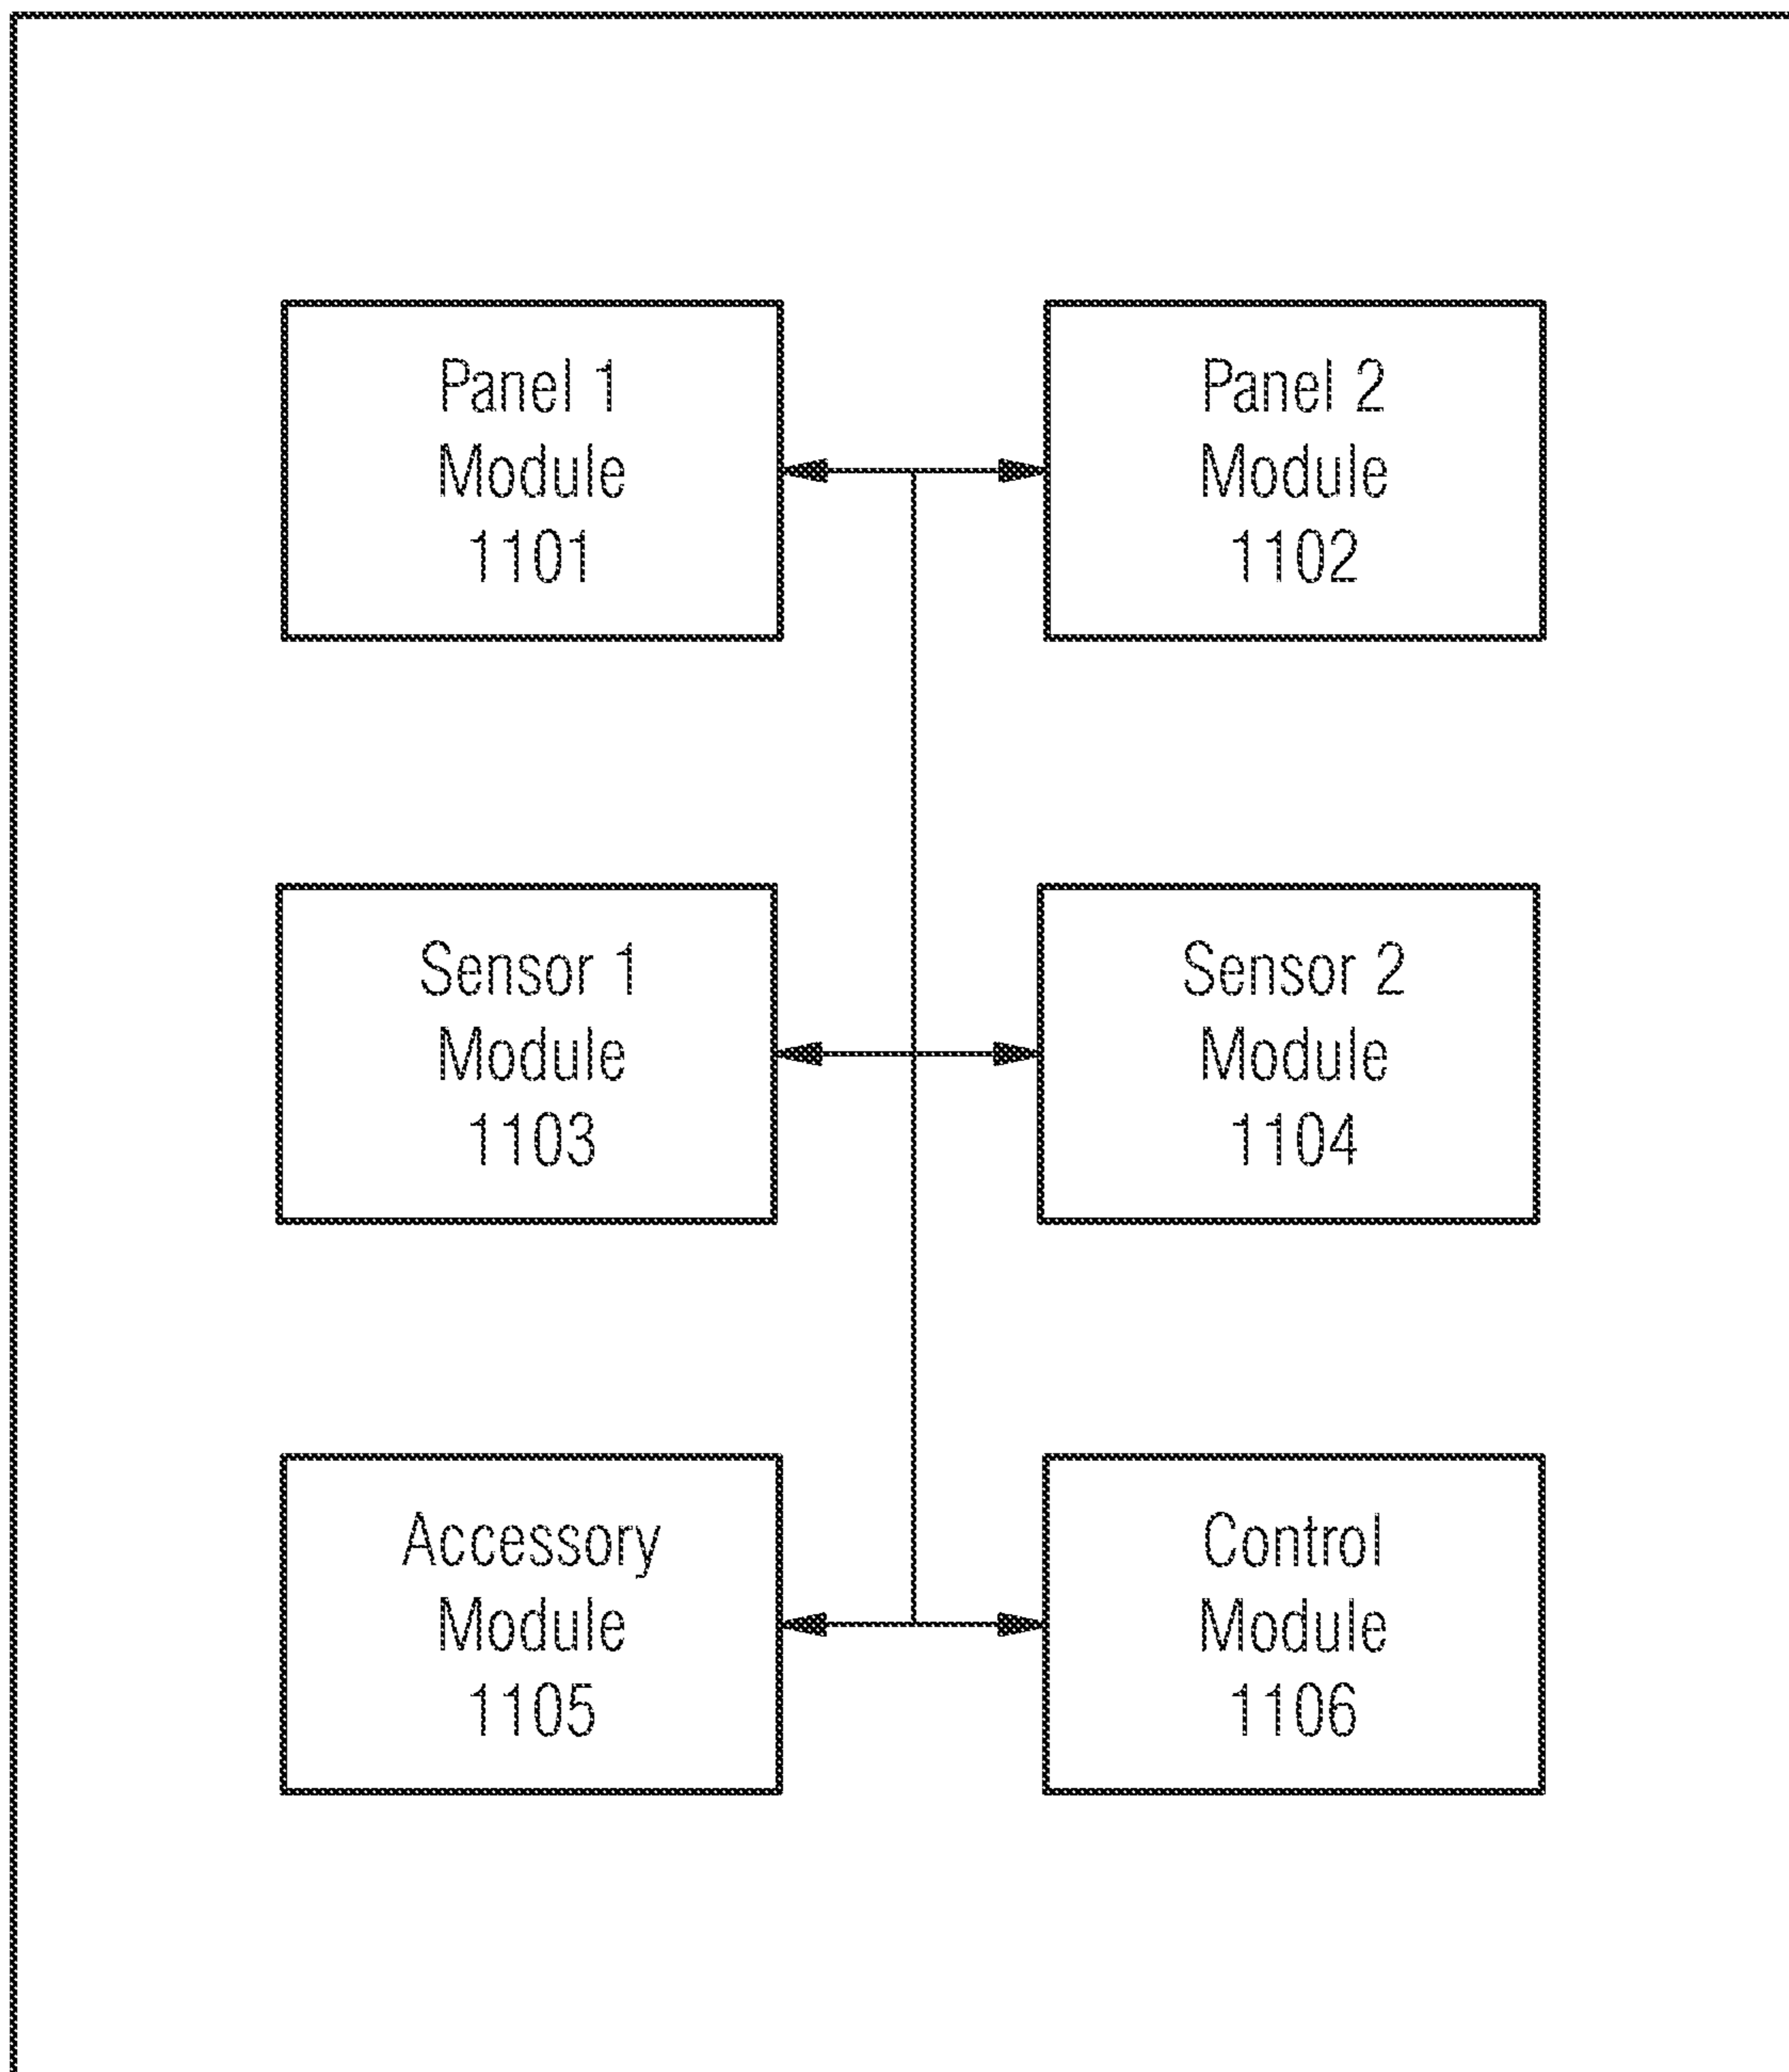 Panel 1
Module
1101
Panel 2
Module
1102
Sensor 1
Module
1103
Sensor 2
Module
1104
Accessory
Module
1105
Control
Module
1106